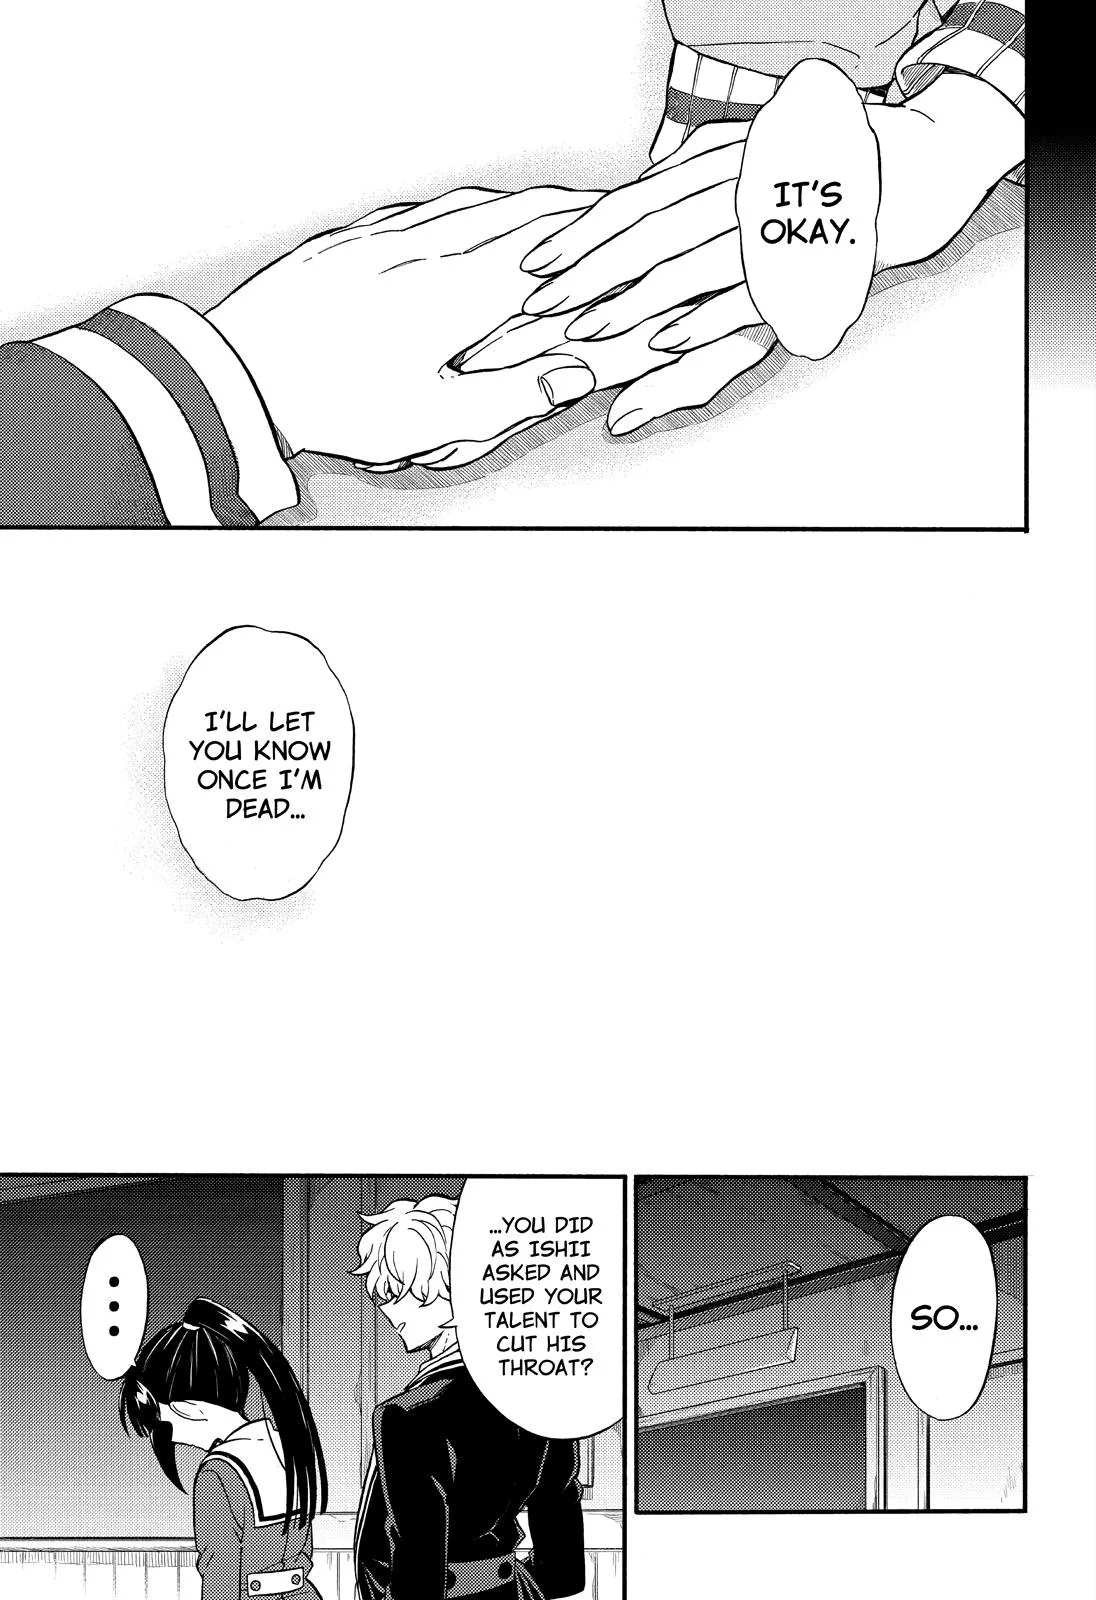 IT'S
OKAY.
I'LL LET
YOU KNOW
ONCE I'M
DEAD...
SO...
...YOU DID
AS ISHII
ASKED AND
USED YOUR
TALENT TO
CUT HIS
THROAT?
...